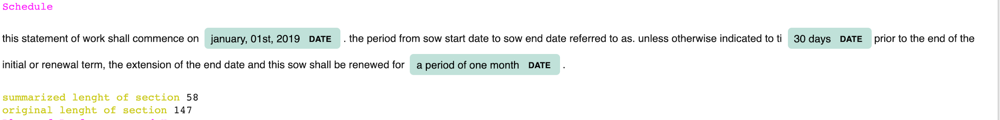 Schedule
this statement of work shall commence on january, 01st, 2019 DATE . the period from sow start date to sow end date referred to as. unless otherwise indicated to ti 30 days DATE prior to the end of the
initial or renewal term, the extension of the end date and this sow shall be renewed for a period of one month DATE .
summarized lenght of section 58
original lenght of section 147